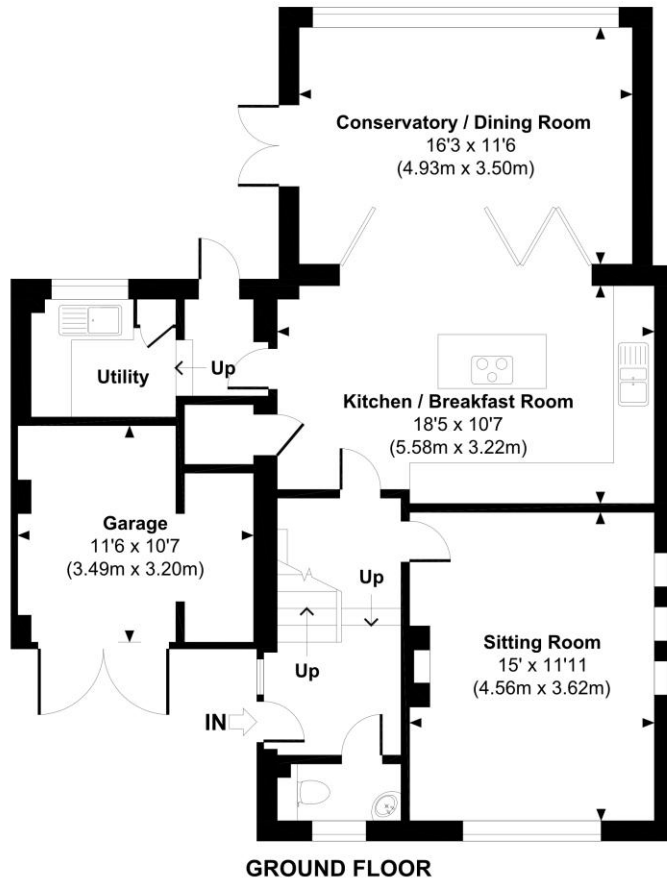 Conservatory / Dining Room
16'3 x 11'6
(4.93m x 3.50m)
Utility
Up
Kitchen / Breakfast Room
18'5 x 10'7
(5.58m x 3.22m)
Garage
11'6 x 10'7
(3.49m x 3.20m)
Up
Up
Sitting Room
15' x 11'11
(4.56m x 3.62m)
IN
GROUND FLOOR